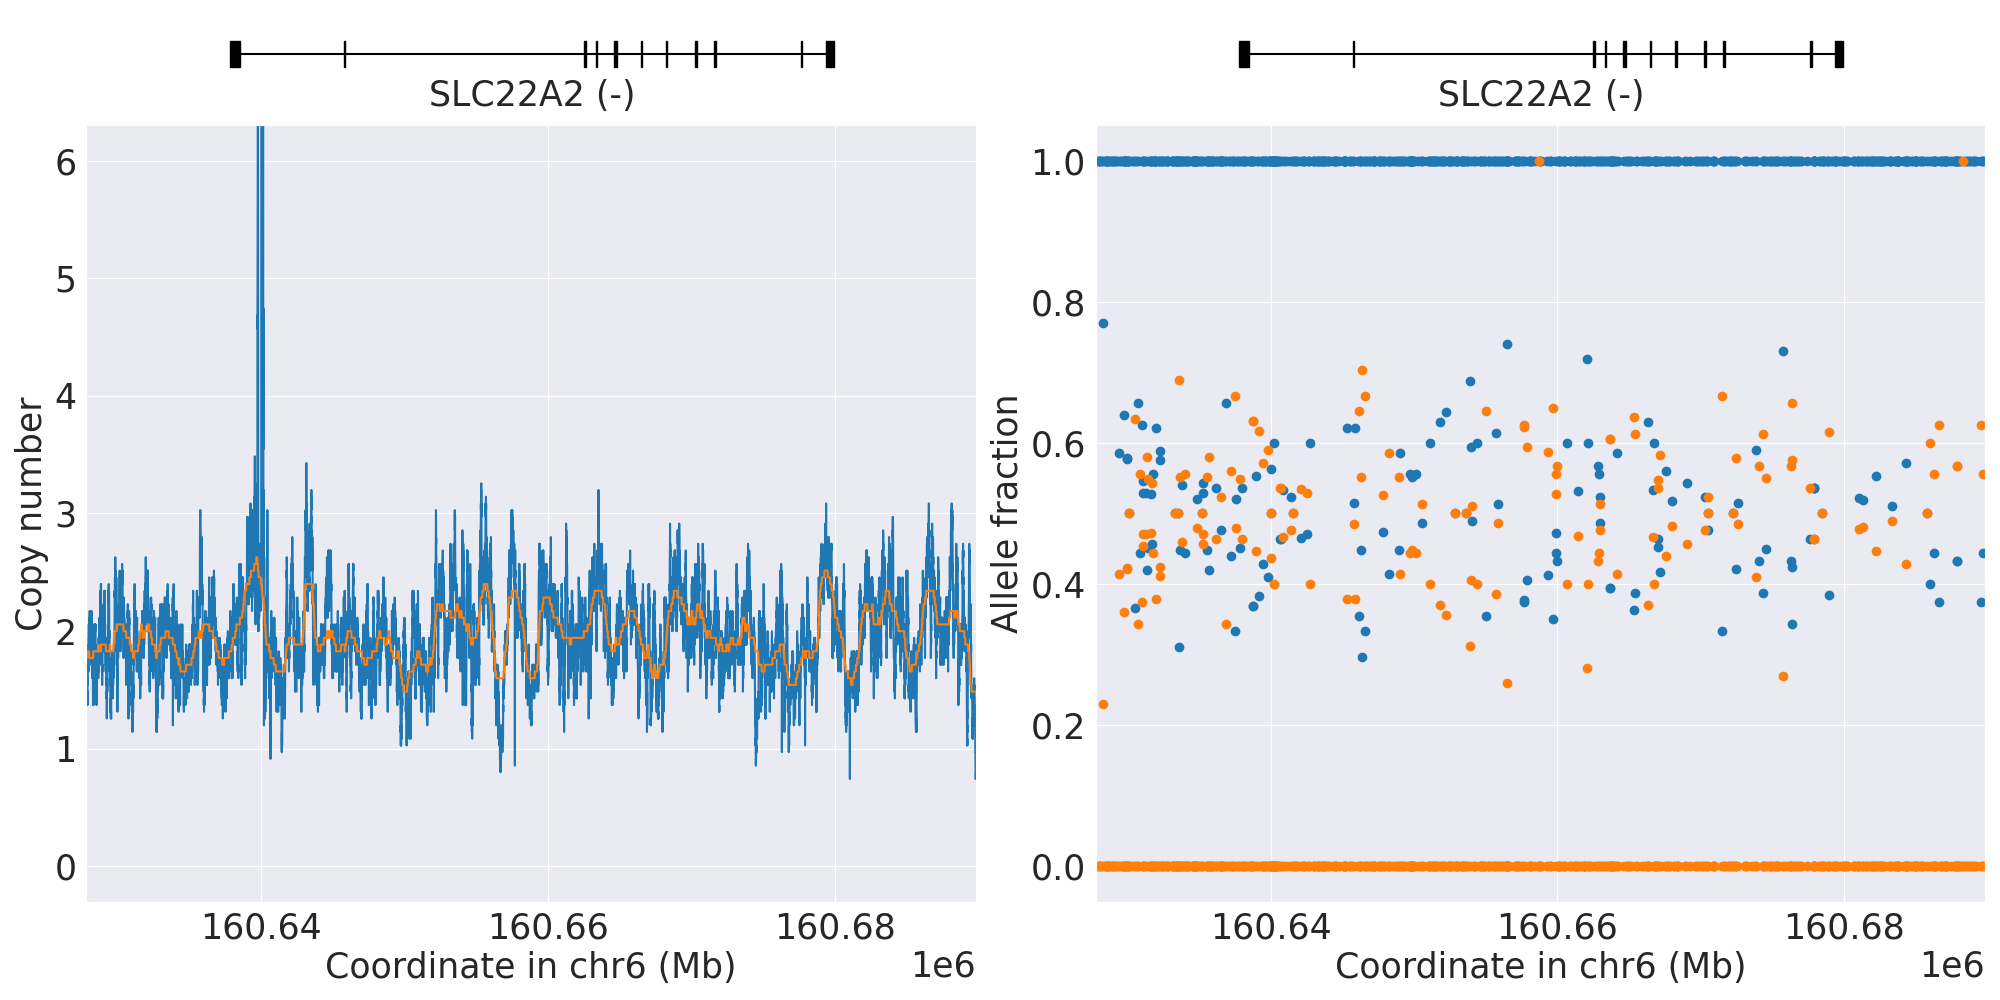 SLC22A2 (-)
6
5
4
3
2
1
0
Copy number
160.64
160.66
160.68
1e6
Coordinate in chr6 (Mb)
SLC22A2 (-)
1.0
0.8
0.6
0.4
0.2
0.0
Allele fraction
160.64
160.66
160.68
1e6
Coordinate in chr6 (Mb)